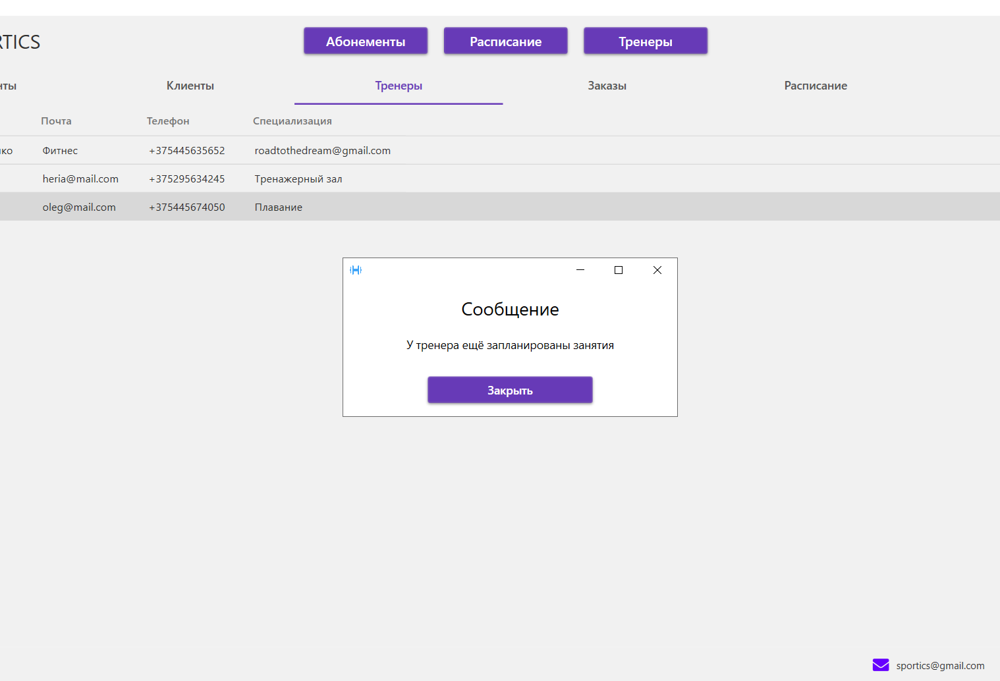 RTICS
Абонементы Расписание Тренеры
нты Клиенты Тренеры Заказы Расписание
Почта Телефон Специализация
ко Фитнес +375445635652 roadtothedream@gmail.com
heria@mail.com +375295634245 Тренажерный зал
oleg@mail.com +375445674050 Плавание
Сообщение
У тренера ещё запланированы занятия
Закрыть
sportics@gmail.com